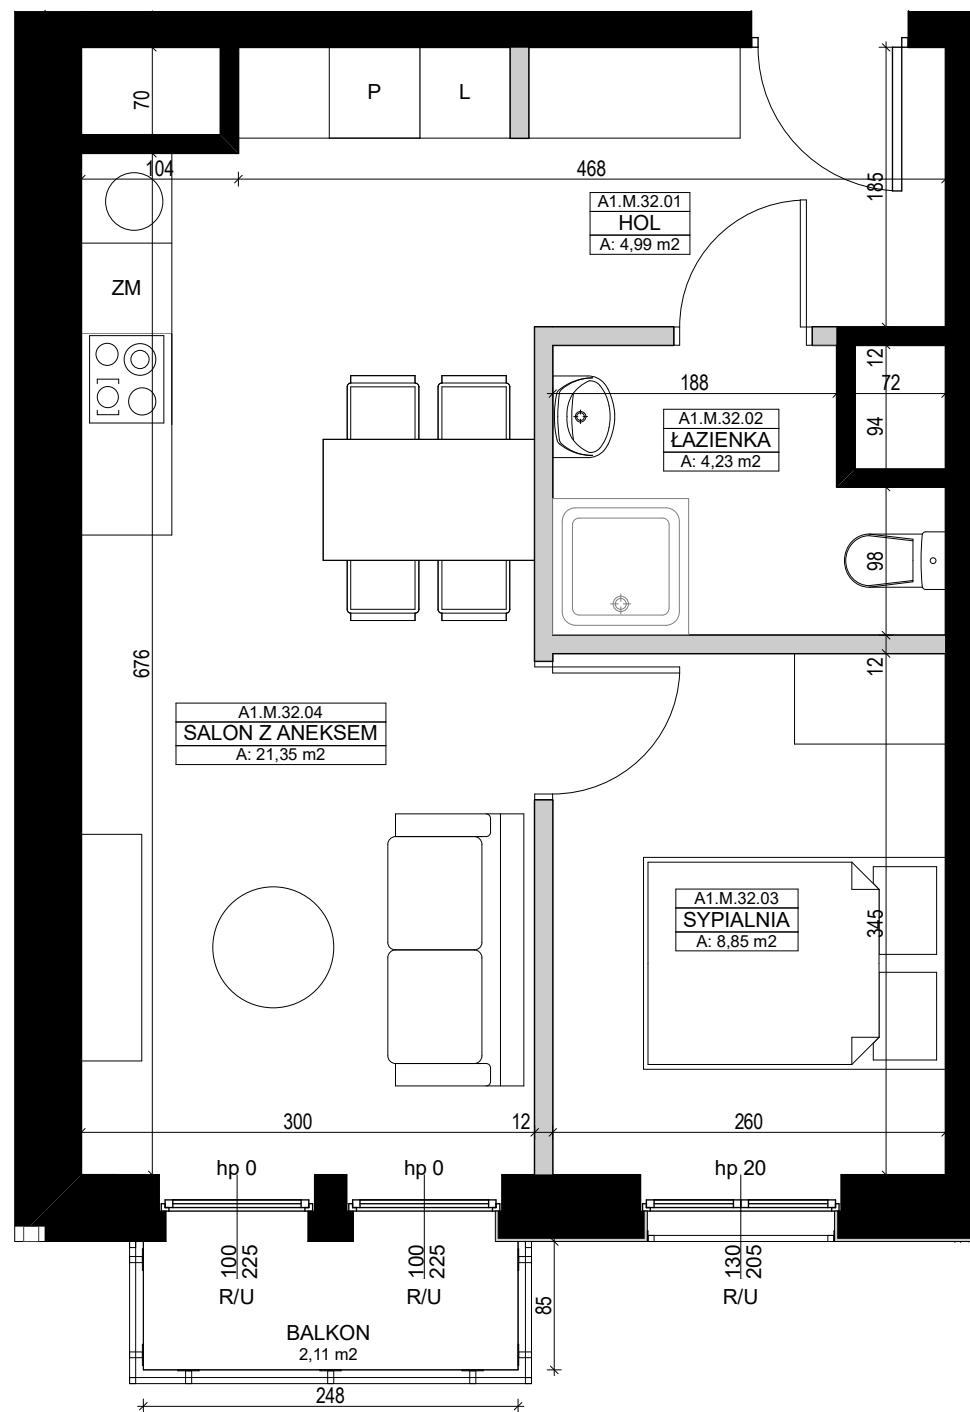 70
P
L
104
468
185
A1.M.32.01
HOL
A: 4,99 m2
ZM
12
188
72
A1.M.32.02
ŁAZIENKA
A: 4,23 m2
94
98
676
12
A1.M.32.04
SALON Z ANEKSEM
A: 21,35 m2
A1.M.32.03
SYPIALNIA
A: 8,85 m2
345
300
12
260
hp 0
hp 0
hp 20
100
225
R/U
100
225
R/U
130
205
R/U
85
BALKON
2,11 m2
248